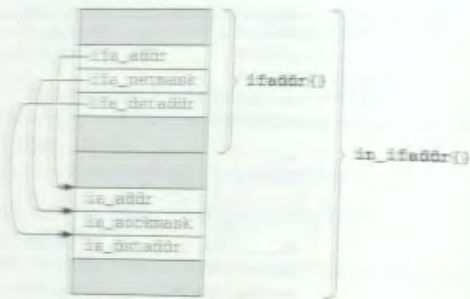 ifa_addr
ifa_netmask
ifa_dstaddr
ifaddr{}
in_ifaddr{}
ia_addr
ia_sockmask
ia_dstaddr